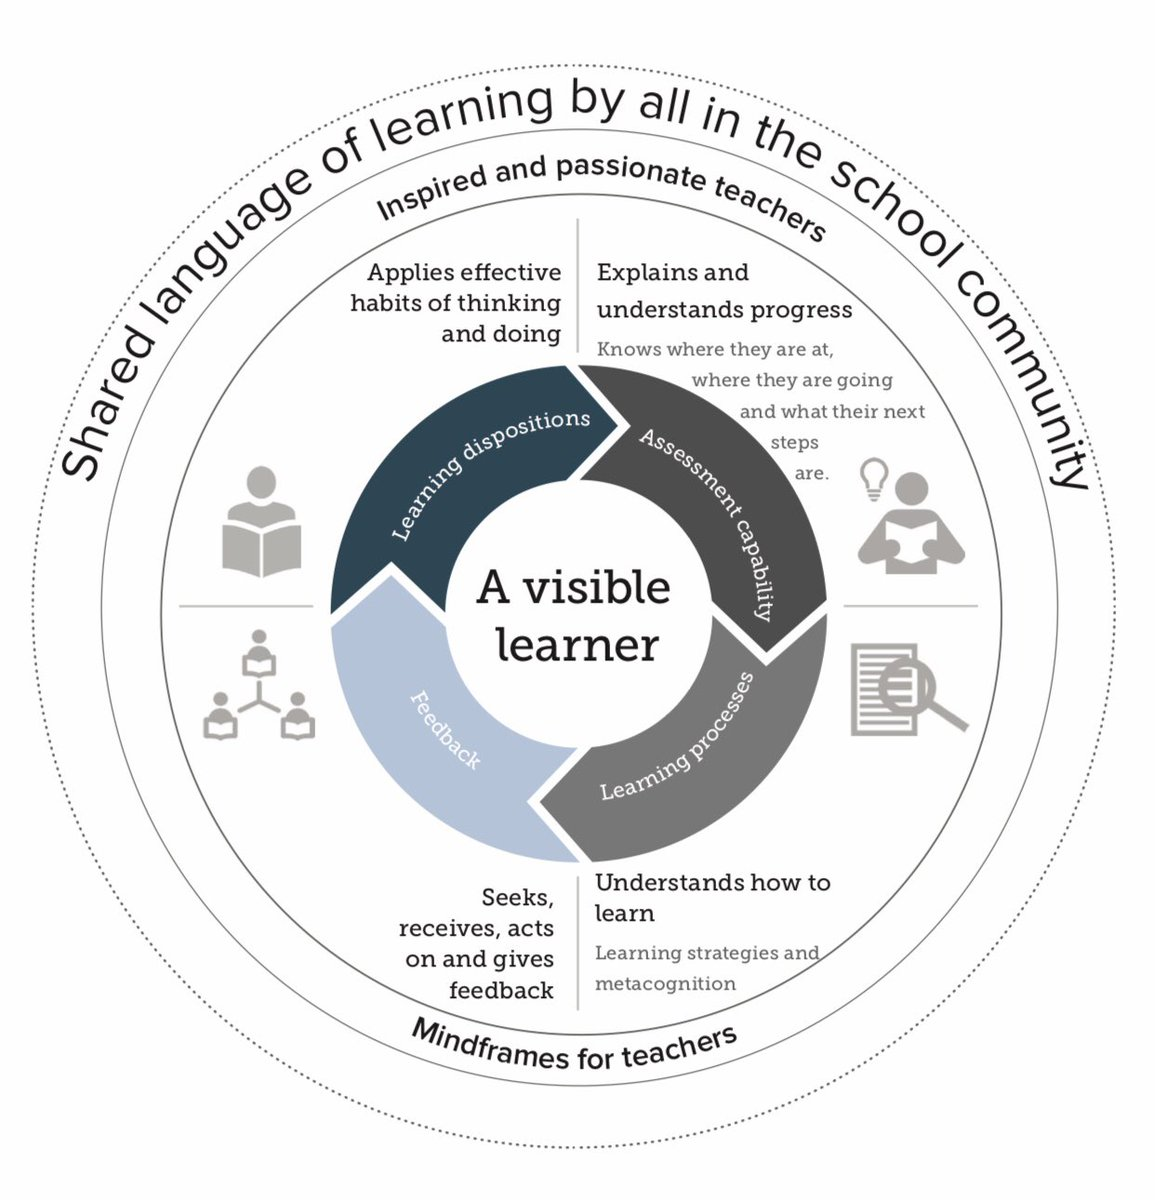 Shared language of learning by all in the school community
Inspired and passionate teachers
Applies effective
habits of thinking
and doing
Explains and
understands progress
Knows where they are at,
where they are going
and what their next
steps
are.
Learning dispositions
Assessment capability
A visible
learner
Feedback
Learning processes
Seeks,
receives, acts
on and gives
feedback
Understands how to
learn
Learning strategies and
metacognition
Mindframes for teachers